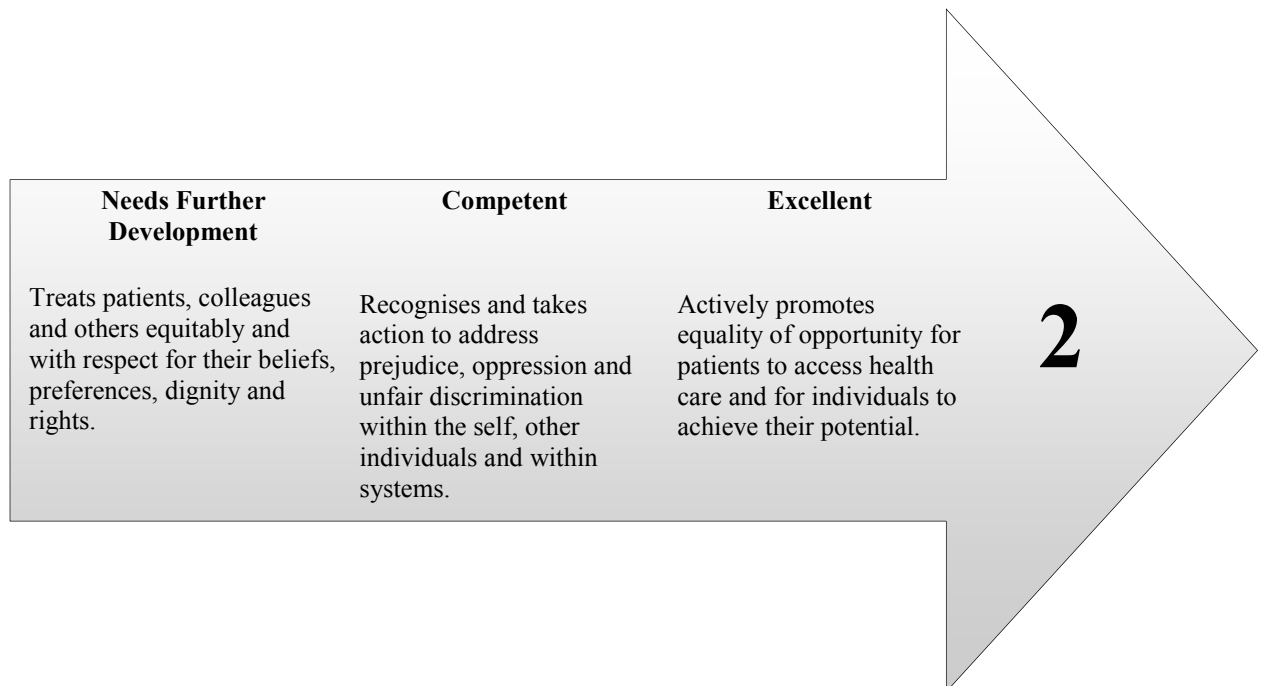 Needs Further
Development
Treats patients, colleagues
and others equitably and
with respect for their beliefs,
preferences, dignity and
rights.
Competent
Recognises and takes
action to address
prejudice, oppression and
unfair discrimination
within the self, other
individuals and within
systems.
Excellent
Actively promotes
equality of opportunity for
patients to access health
care and for individuals to
achieve their potential.
2